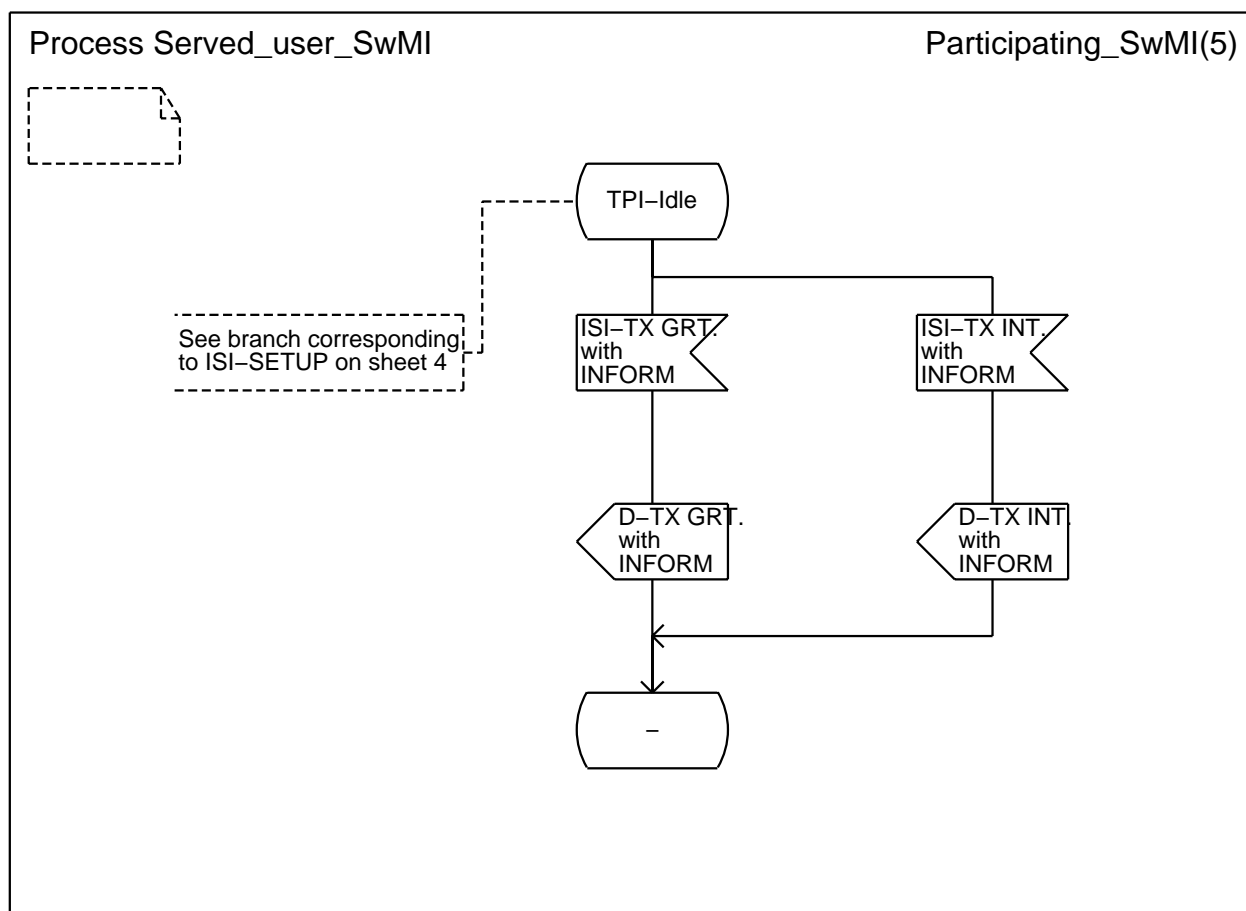 Process Served_user_SwMI
Participating_SwMI(5)
TPI–Idle
See branch corresponding
to ISI–SETUP on sheet 4
ISI–TX GRT.
with
INFORM
ISI–TX INT.
with
INFORM
D–TX GRT.
with
INFORM
D–TX INT.
with
INFORM
–